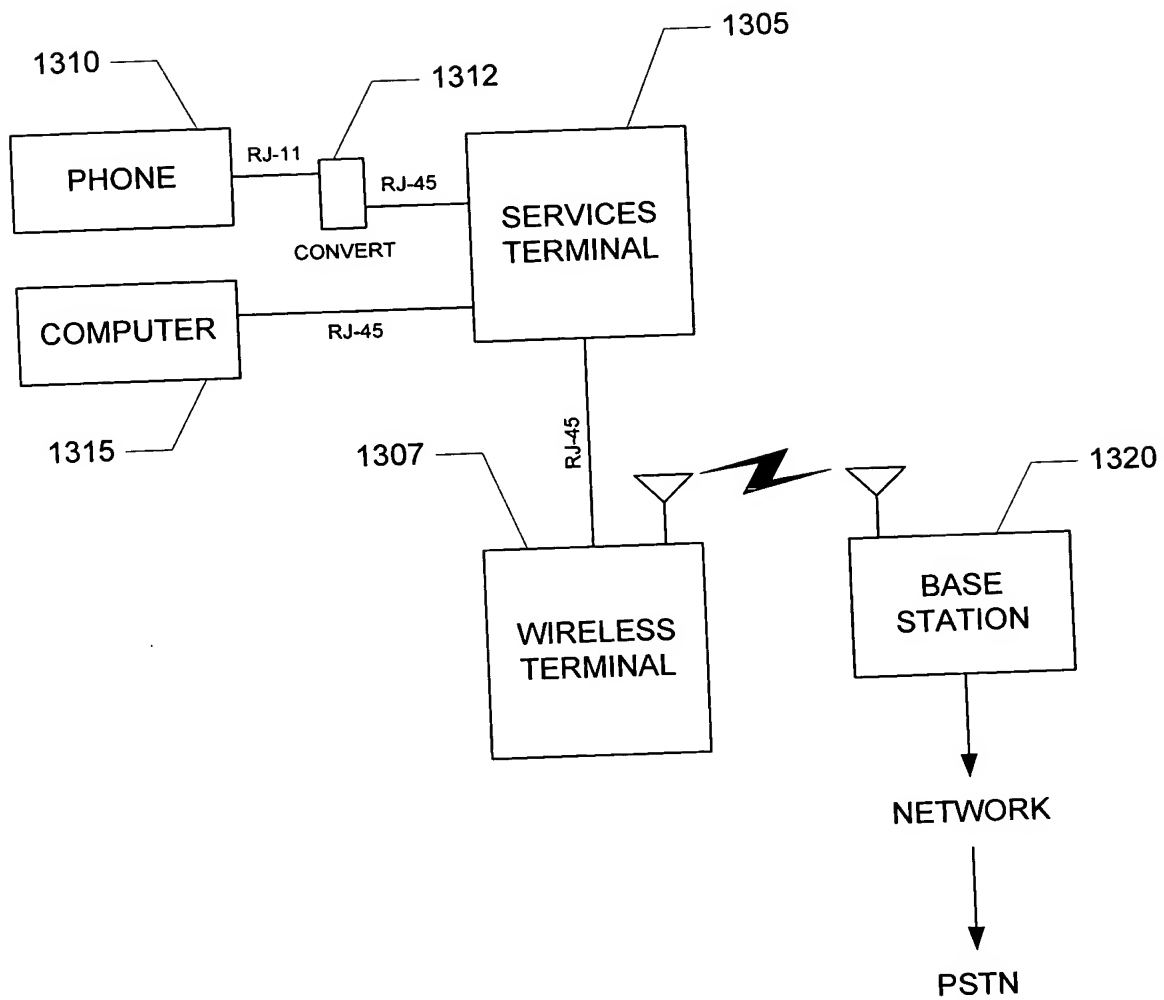 1305
1310
1312
PHONE
RJ-11
RJ-45
CONVERT
SERVICES
TERMINAL
COMPUTER
RJ-45
1315
RJ-45
1307
1320
WIRELESS
TERMINAL
BASE
STATION
NETWORK
PSTN